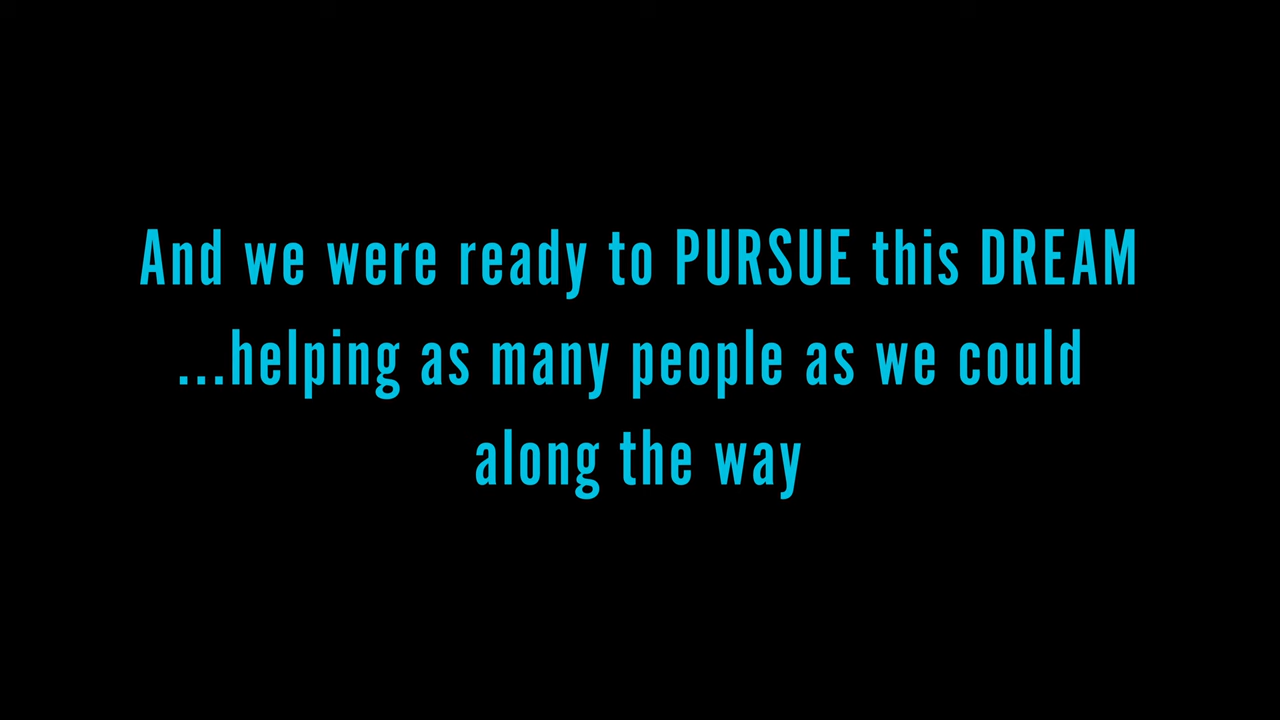 And we were ready to PURSUE this DREAM
...helping as many people as we could
along the way